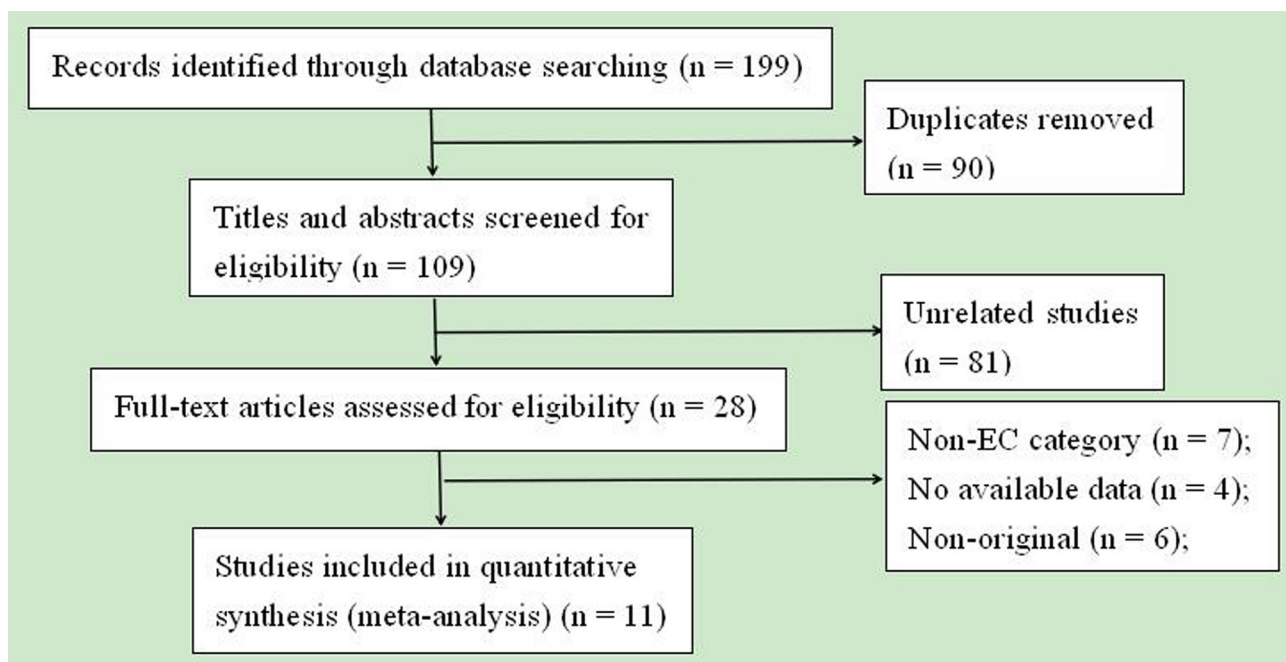 Records identified through database searching (n = 199)
Duplicates removed
(n = 90)
Titles and abstracts screened for
eligibility (n = 109)
Unrelated studies
(n = 81)
Full-text articles assessed for eligibility (n = 28)
Non-EC category (n = 7);
No available data (n = 4);
Non-original (n = 6);
Studies included in quantitative
synthesis (meta-analysis) (n = 11)